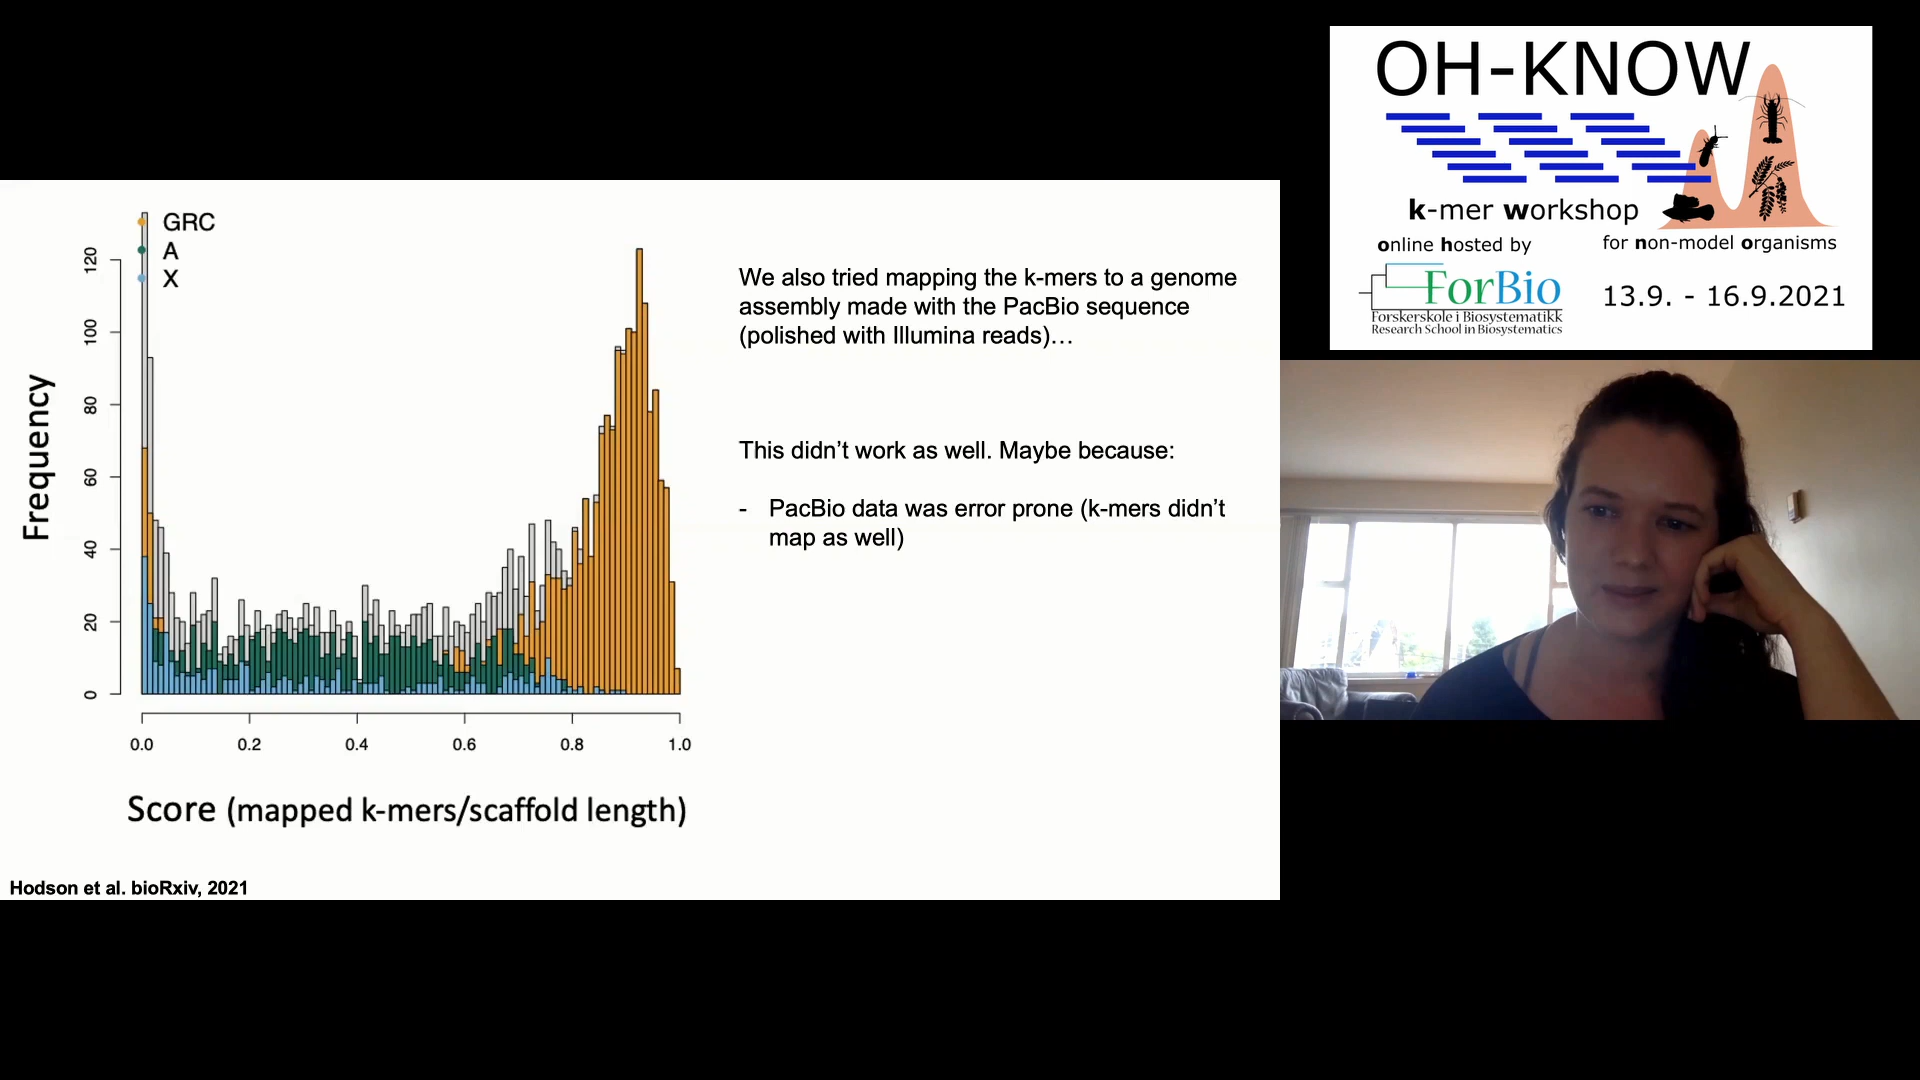 GRC
A
X
Frequency
0
20
40
60
80
100
120
0.0 0.2 0.4 0.6 0.8 1.0
Score (mapped k-mers/scaffold length)
We also tried mapping the k-mers to a genome
assembly made with the PacBio sequence
(polished with Illumina reads)…
This didn’t work as well. Maybe because:
- PacBio data was error prone (k-mers didn’t
map as well)
Hodson et al. bioRxiv, 2021
OH-KNOW
k-mer workshop
online hosted by
for non-model organisms
ForBio
Forskerskole i Biosystematikk
Research School in Biosystematics
13.9. - 16.9.2021